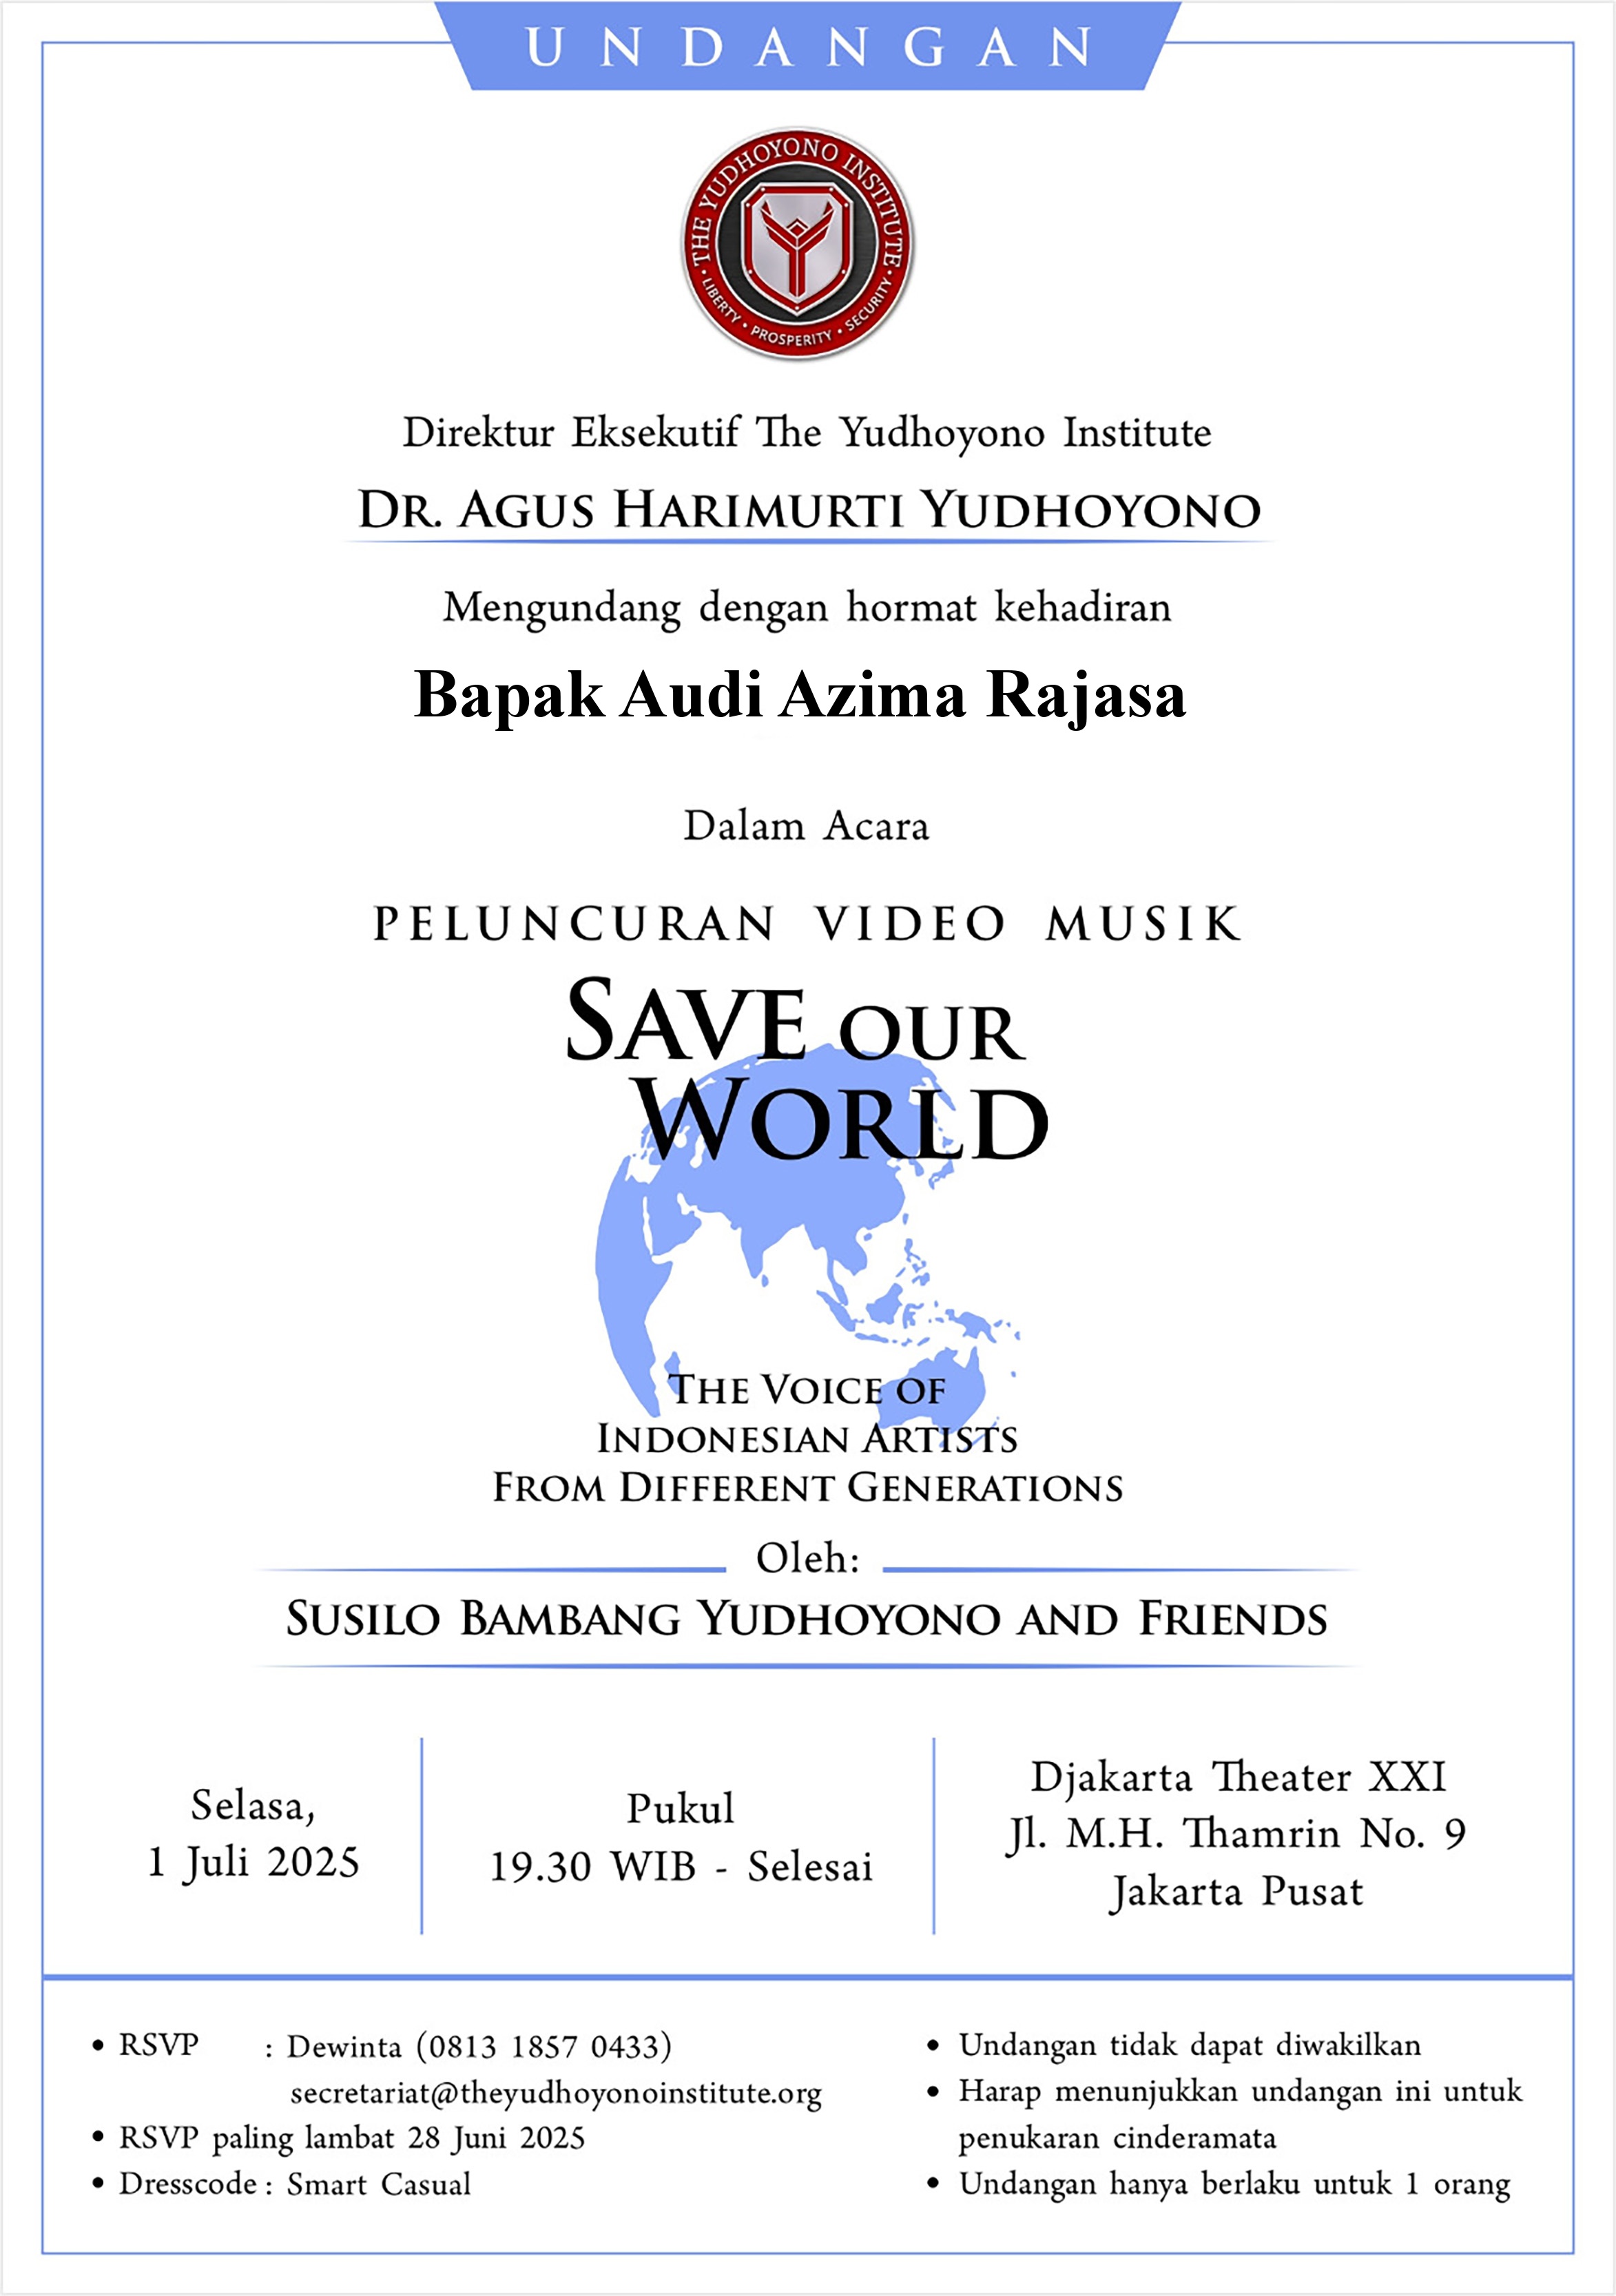 UNDANGAN
THE YUDHOYONO INSTITUTE
• LIBERTY • PROSPERITY • SECURITY •
Direktur Eksekutif The Yudhoyono Institute
DR. AGUS HARIMURTI YUDHOYONO
Mengundang dengan hormat kehadiran
Bapak Audi Azima Rajasa
Dalam Acara
PELUNCURAN VIDEO MUSIK
SAVE OUR
WORLD
THE VOICE OF
INDONESIAN ARTISTS
FROM DIFFERENT GENERATIONS
Oleh:
SUSILO BAMBANG YUDHOYONO AND FRIENDS
Selasa,
1 Juli 2025
Pukul
19.30 WIB - Selesai
Djakarta Theater XXI
Jl. M.H. Thamrin No. 9
Jakarta Pusat
• RSVP : Dewinta (0813 1857 0433)
secretariat@theyudhoyonoinstitute.org
• RSVP paling lambat 28 Juni 2025
• Dresscode : Smart Casual
• Undangan tidak dapat diwakilkan
• Harap menunjukkan undangan ini untuk
penukaran cinderamata
• Undangan hanya berlaku untuk 1 orang